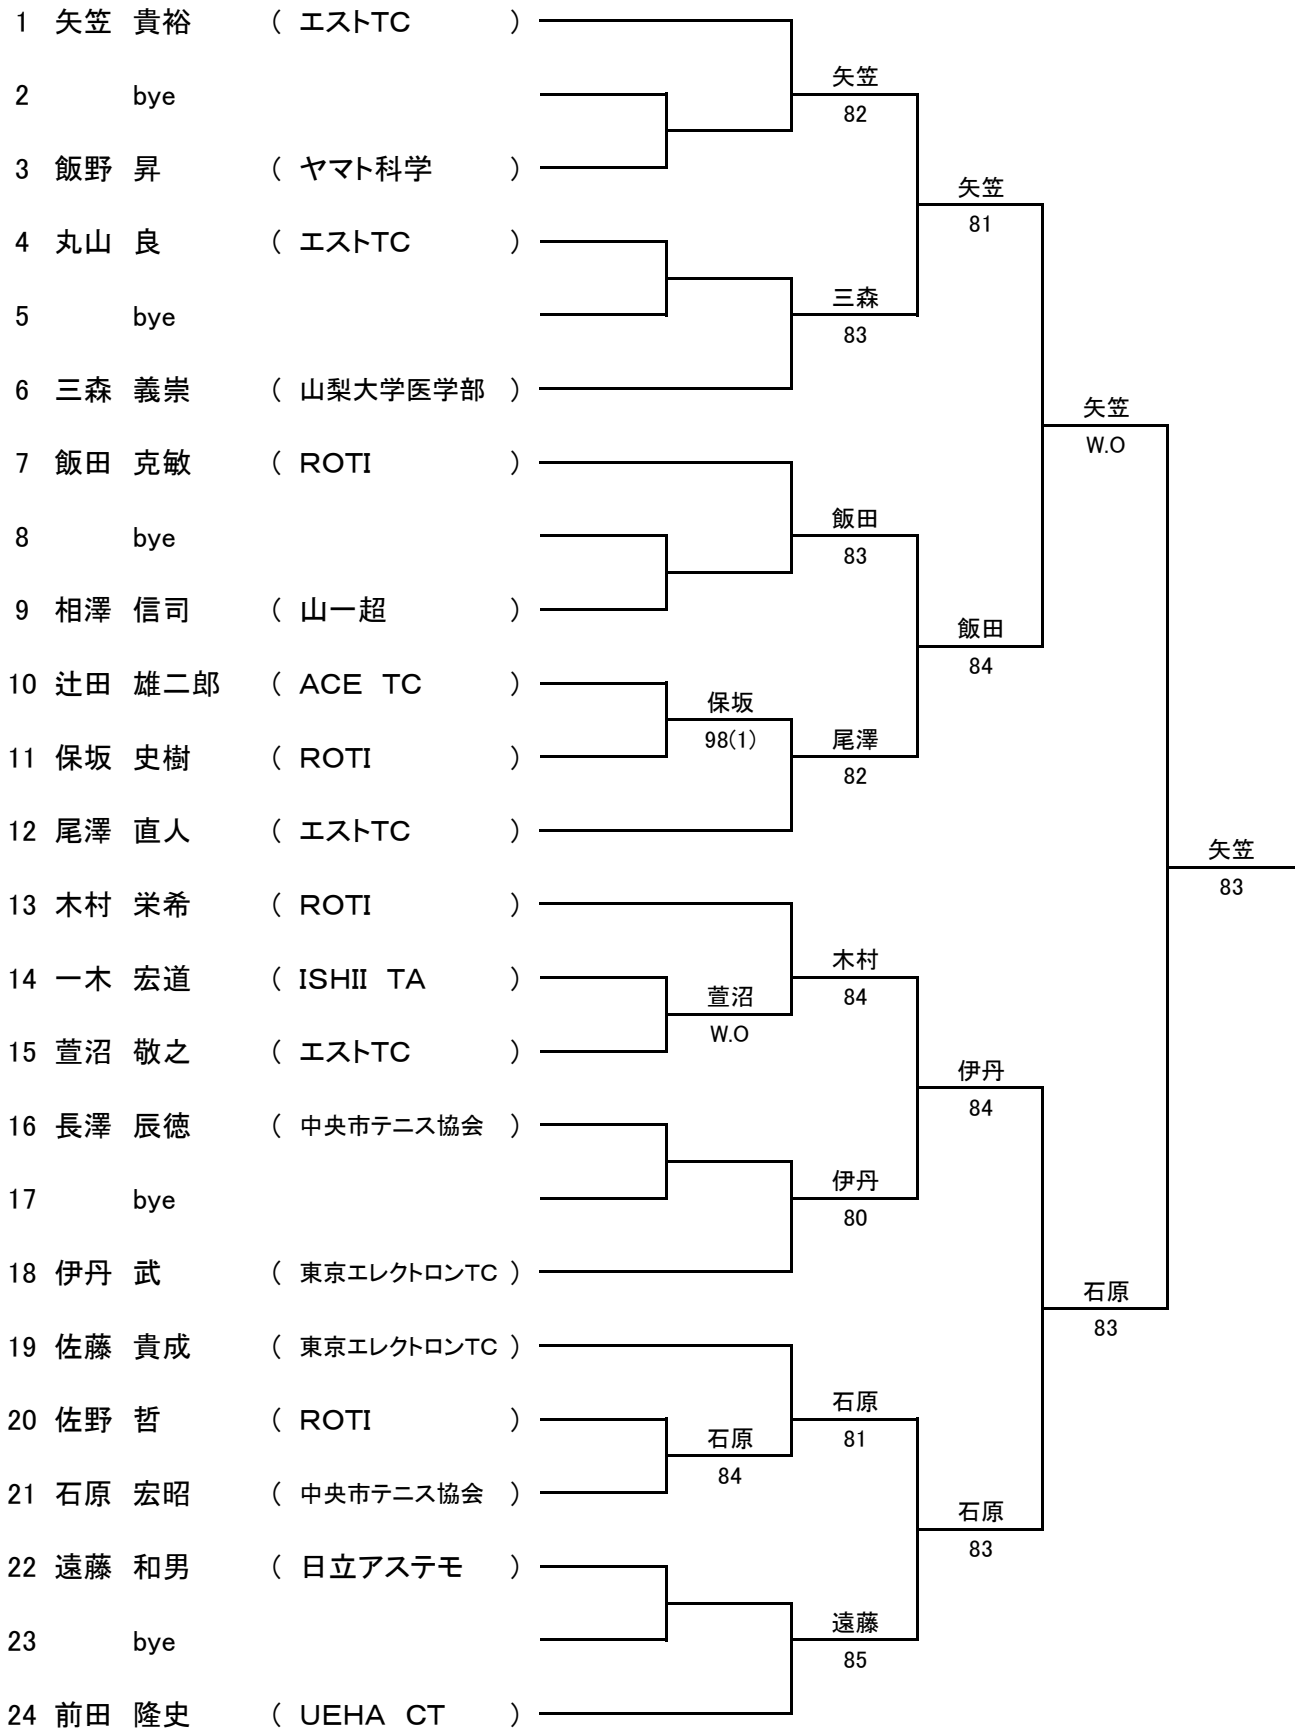 1 矢笠 貴裕 ( エストTC )
矢笠
2 bye
82
3 飯野 昇 ( ヤマト科学 )
矢笠
81
4 丸山 良 ( エストTC )
三森
5 bye
83
6 三森 義崇 ( 山梨大学医学部 )
矢笠
W.O
7 飯田 克敏 ( ROTI )
飯田
8 bye
83
9 相澤 信司 ( 山一超 )
飯田
84
10 辻田 雄二郎 ( ACE TC )
保坂
98(1)
尾澤
11 保坂 史樹 ( ROTI )
82
12 尾澤 直人 ( エストTC )
矢笠
83
13 木村 栄希 ( ROTI )
木村
14 一木 宏道 ( ISHII TA )
萱沼
84
W.O
15 萱沼 敬之 ( エストTC )
伊丹
84
16 長澤 辰徳 ( 中央市テニス協会 )
伊丹
17 bye
80
18 伊丹 武 ( 東京エレクトロンTC )
石原
83
19 佐藤 貴成 ( 東京エレクトロンTC )
石原
20 佐野 哲 ( ROTI )
石原
81
84
21 石原 宏昭 ( 中央市テニス協会 )
石原
83
22 遠藤 和男 ( 日立アステモ )
遠藤
23 bye
85
24 前田 隆史 ( UEHA CT )